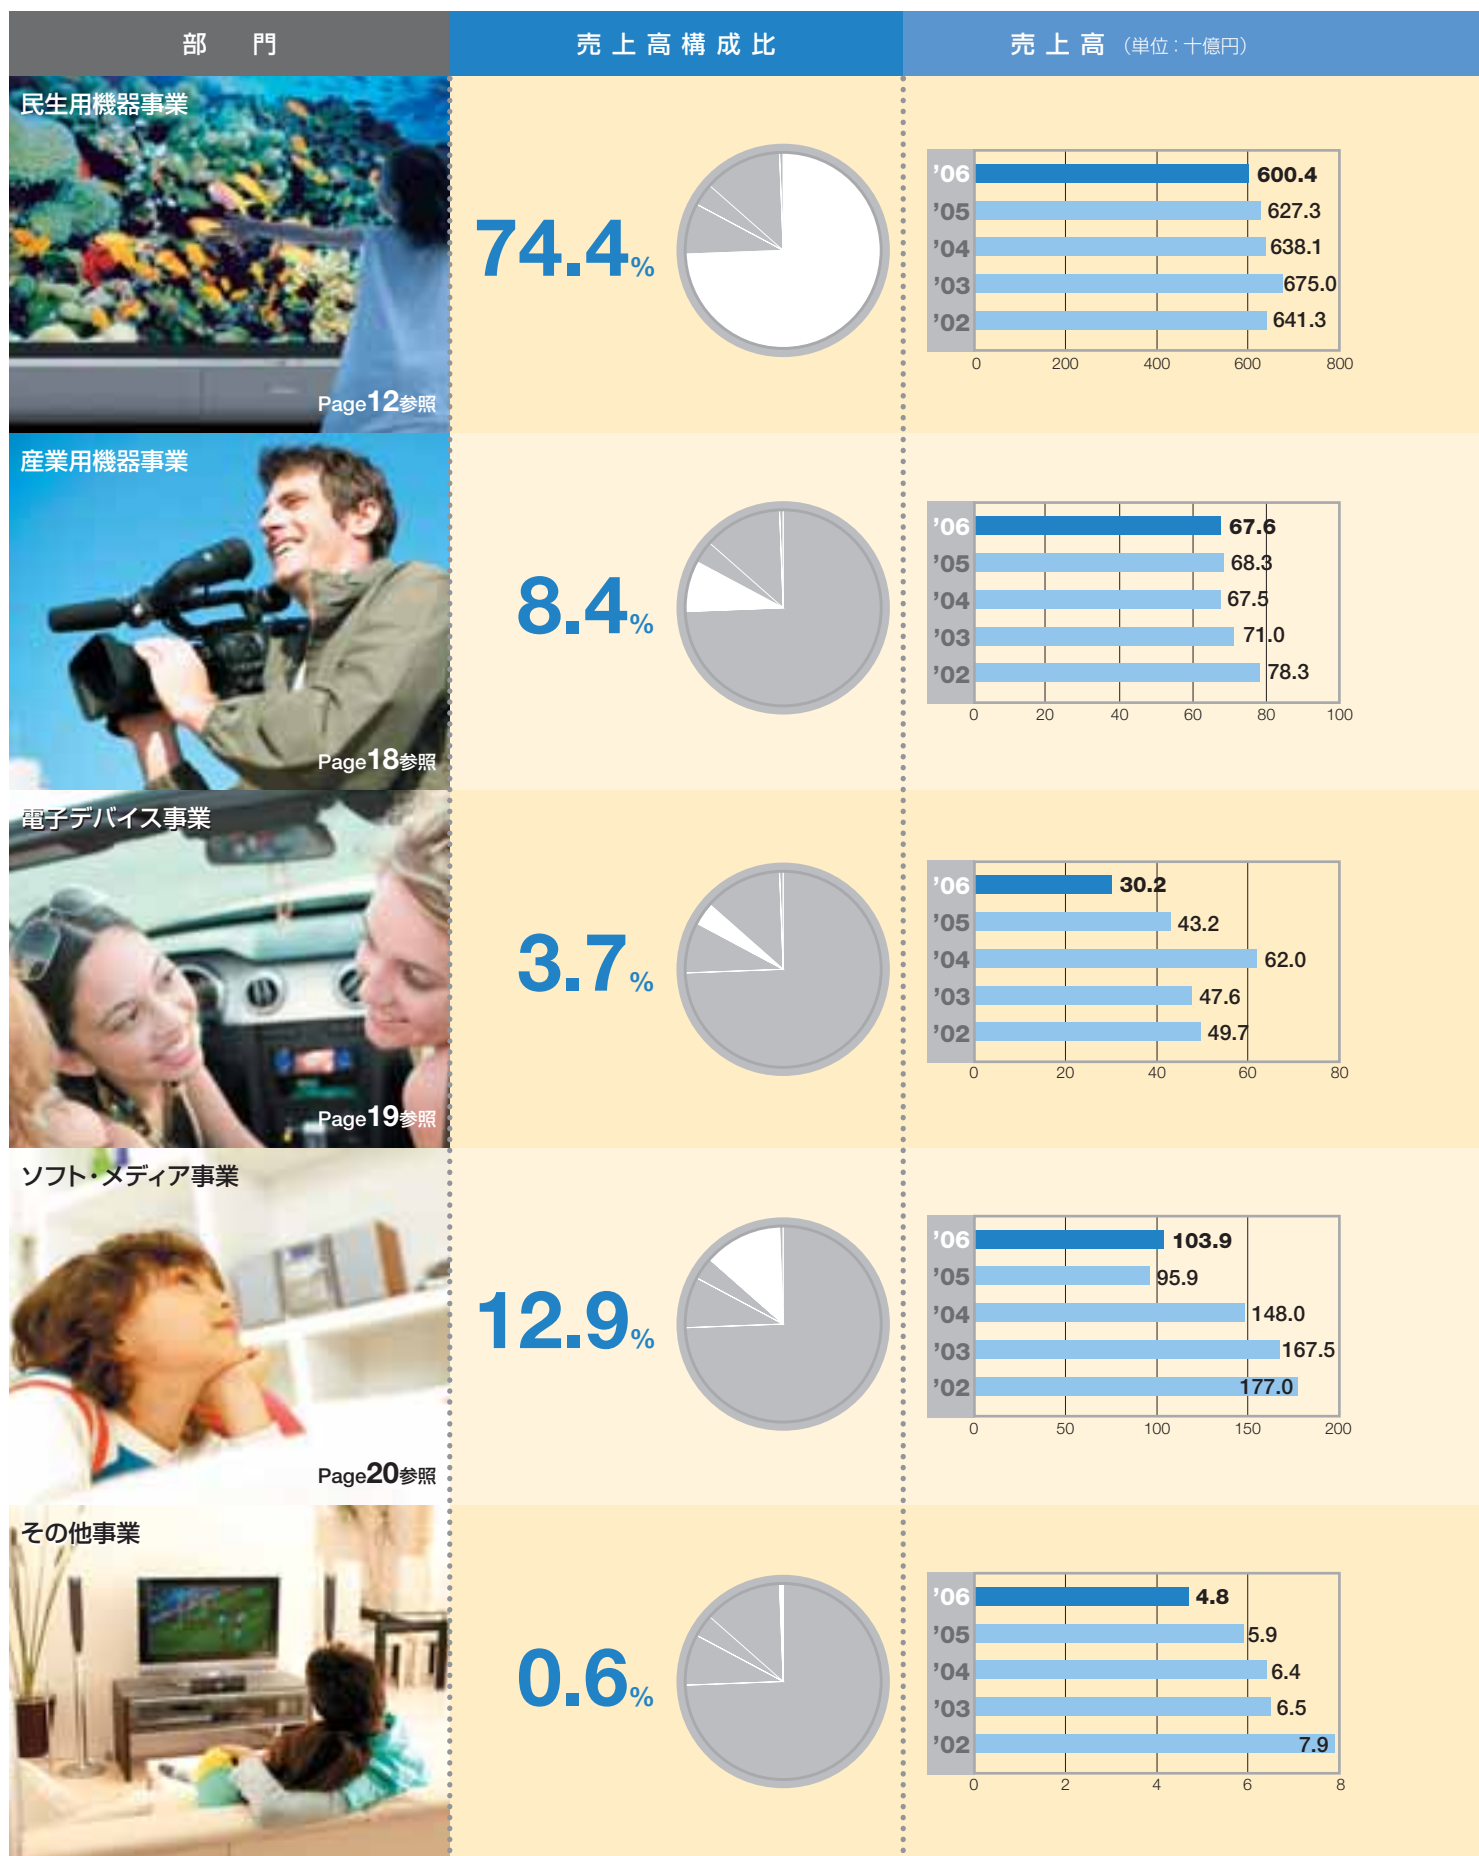 部　門
売上高構成比
売上高（単位：十億円）
民生用機器事業
Page12参照
74.4%
’06 600.4
’05 627.3
’04 638.1
’03 675.0
’02 641.3
0 200 400 600 800
産業用機器事業
Page18参照
8.4%
’06 67.6
’05 68.3
’04 67.5
’03 71.0
’02 78.3
0 20 40 60 80 100
電子デバイス事業
Page19参照
3.7%
’06 30.2
’05 43.2
’04 62.0
’03 47.6
’02 49.7
0 20 40 60 80
ソフト・メディア事業
Page20参照
12.9%
’06 103.9
’05 95.9
’04 148.0
’03 167.5
’02 177.0
0 50 100 150 200
その他事業
0.6%
’06 4.8
’05 5.9
’04 6.4
’03 6.5
’02 7.9
0 2 4 6 8